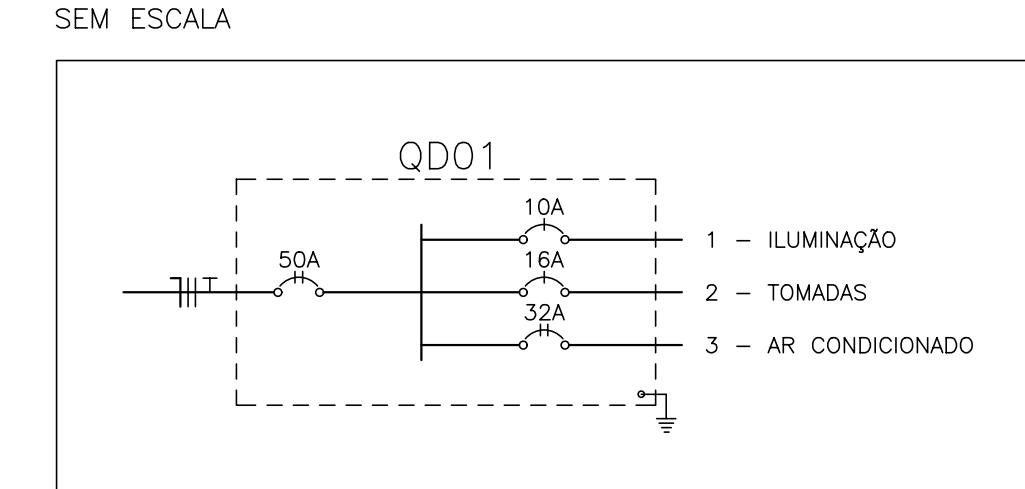 SEM ESCALA
QD01
10A
1 – ILUMINAÇÃO
50A
16A
2 – TOMADAS
32A
3 – AR CONDICIONADO